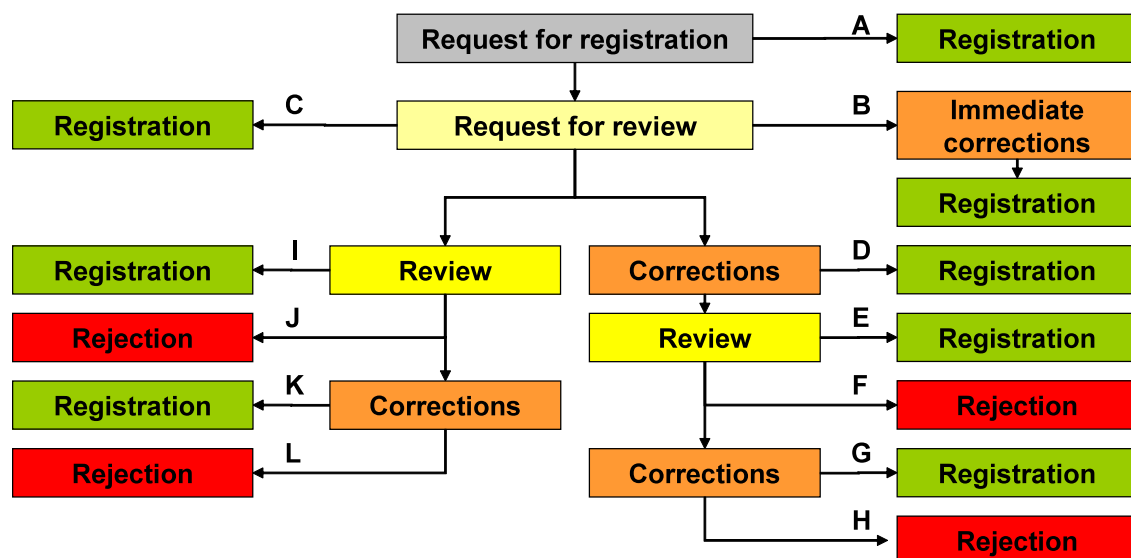 Request for registration
A
Registration
Registration
C
Request for review
B
Immediate
corrections
Registration
Registration
I
Review
Corrections
D
Registration
Rejection
J
Review
E
Registration
Registration
K
Corrections
F
Rejection
Rejection
L
Corrections
G
Registration
H
Rejection